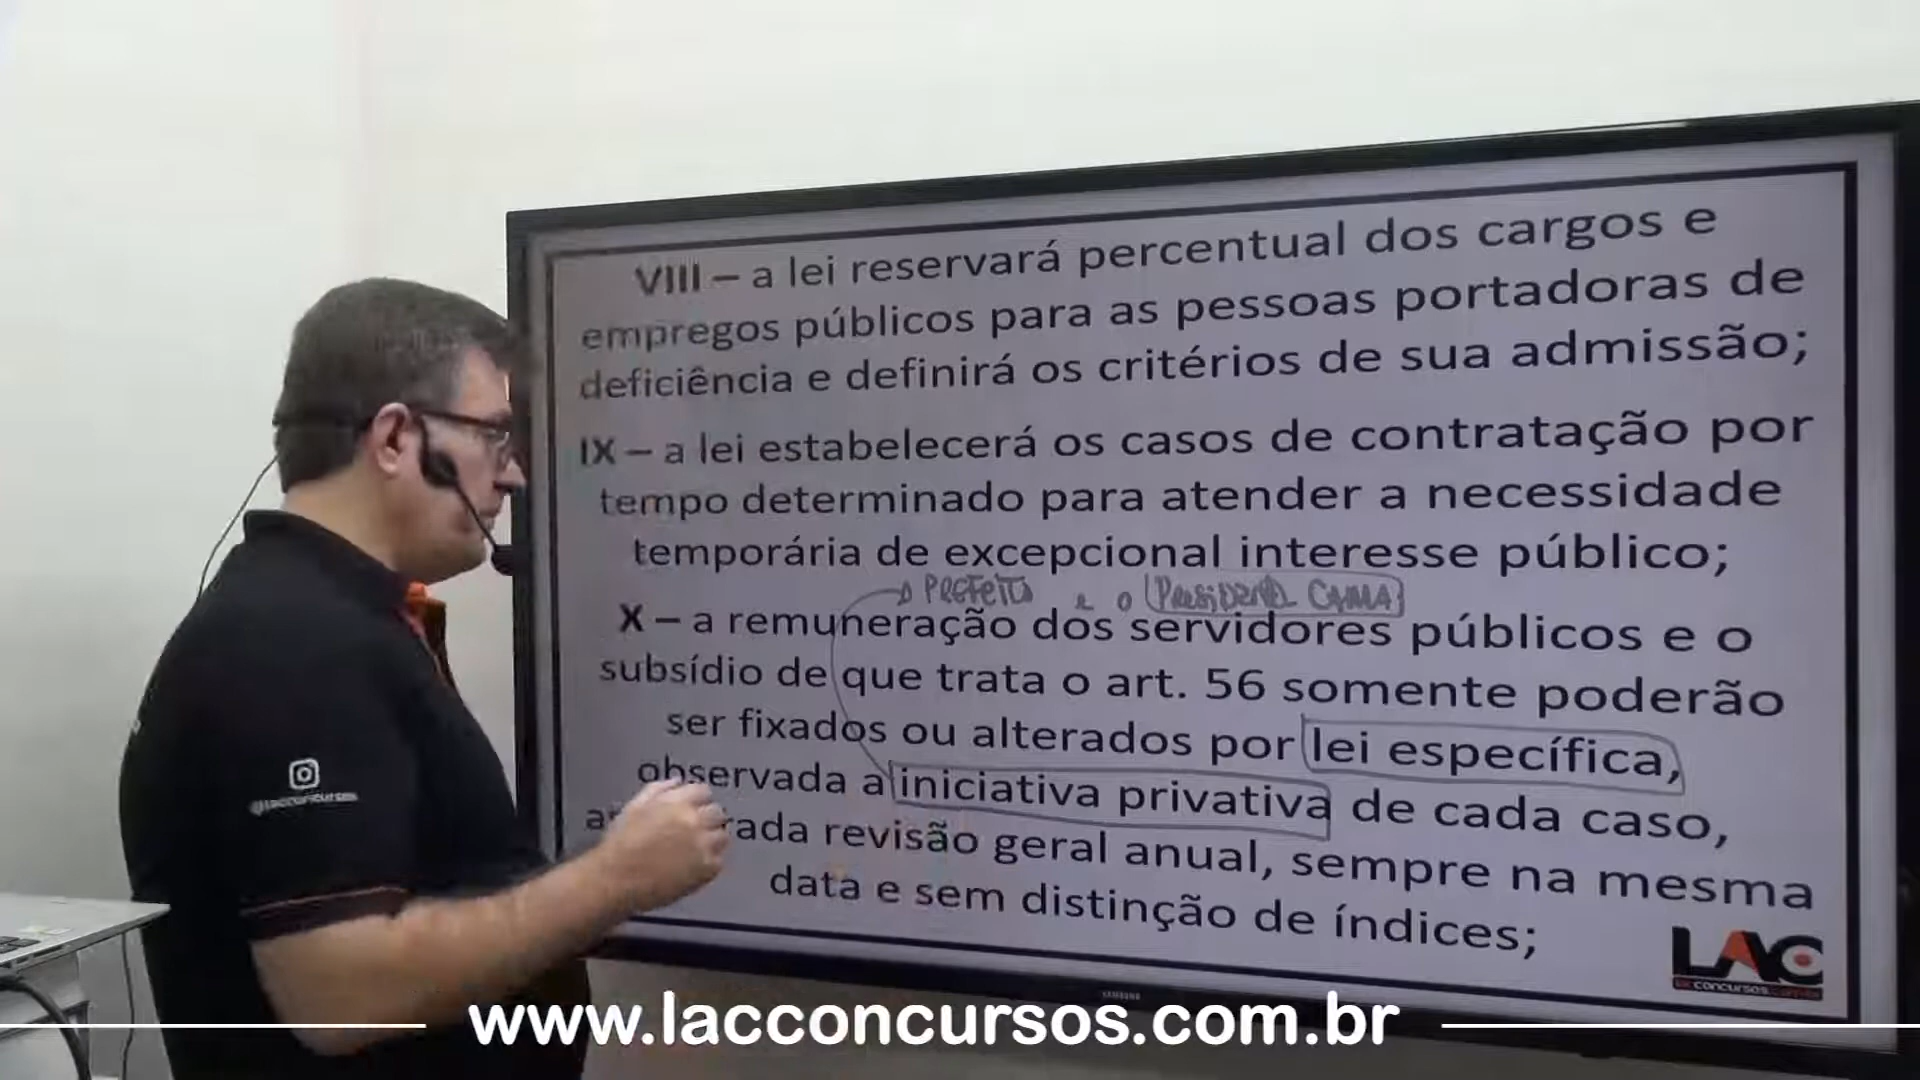 VIII – a lei reservará percentual dos cargos e
empregos públicos para as pessoas portadoras de
deficiência e definirá os critérios de sua admissão;
IX – a lei estabelecerá os casos de contratação por
tempo determinado para atender a necessidade
temporária de excepcional interesse público;
PREFEITO e o
X – a remuneração dos servidores públicos e o
subsídio de que trata o art. 56 somente poderão
ser fixados ou alterados por lei específica,
observada a iniciativa privativa de cada caso,
revisão geral anual, sempre na mesma
data e sem distinção de índices;
LAC
@lacconcursos
SAMSUNG
www.lacconcursos.com.br